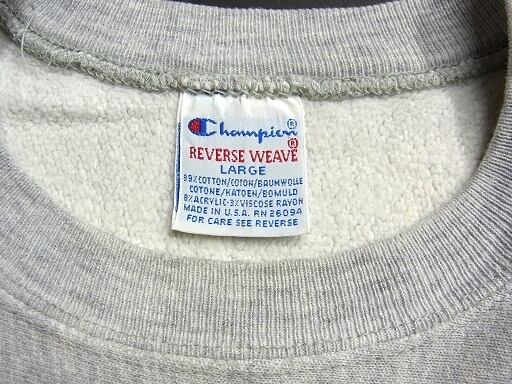 Champion®
REVERSE WEAVE®
LARGE
89%COTTON/COTON/BAUMWOLLE
COTONE/KATOEN/BOMULD
8%ACRYLIC-3%VISCOSE RAYON
MADE IN U.S.A. RN 26094
FOR CARE SEE REVERSE